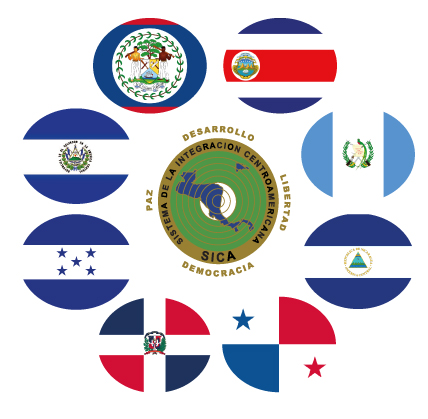 DESARROLLO
PAZ
LIBERTAD
SISTEMA DE LA INTEGRACION CENTROAMERICANA
SICA
DEMOCRACIA